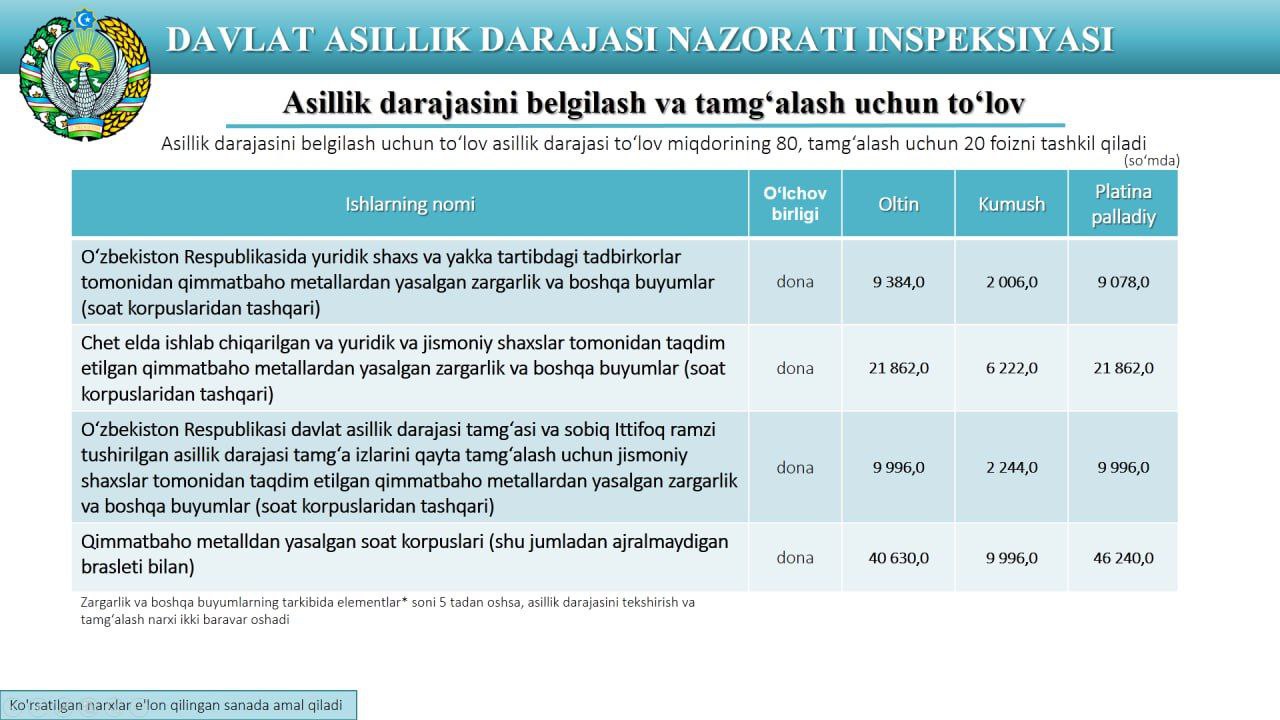 DAVLAT ASILLIK DARAJASI NAZORATI INSPEKSIYASI
Asillik darajasini belgilash va tamg‘alash uchun to‘lov
Asillik darajasini belgilash uchun to‘lov asillik darajasi to‘lov miqdorining 80, tamg‘alash uchun 20 foizni tashkil qiladi
(so‘mda)
Ishlarning nomi
O‘lchov
birligi
Oltin
Kumush
Platina
palladiy
O‘zbekiston Respublikasida yuridik shaxs va yakka tartibdagi tadbirkorlar
tomonidan qimmatbaho metallardan yasalgan zargarlik va boshqa buyumlar
(soat korpuslaridan tashqari)
dona
9 384,0
2 006,0
9 078,0
Chet elda ishlab chiqarilgan va yuridik va jismoniy shaxslar tomonidan taqdim
etilgan qimmatbaho metallardan yasalgan zargarlik va boshqa buyumlar (soat
korpuslaridan tashqari)
dona
21 862,0
6 222,0
21 862,0
O‘zbekiston Respublikasi davlat asillik darajasi tamg‘asi va sobiq Ittifoq ramzi
tushirilgan asillik darajasi tamg‘a izlarini qayta tamg‘alash uchun jismoniy
shaxslar tomonidan taqdim etilgan qimmatbaho metallardan yasalgan zargarlik
va boshqa buyumlar (soat korpuslaridan tashqari)
dona
9 996,0
2 244,0
9 996,0
Qimmatbaho metalldan yasalgan soat korpuslari (shu jumladan ajralmaydigan
brasleti bilan)
dona
40 630,0
9 996,0
46 240,0
Zargarlik va boshqa buyumlarning tarkibida elementlar* soni 5 tadan oshsa, asillik darajasini tekshirish va
tamg‘alash narxi ikki baravar oshadi
Ko'rsatilgan narxlar e'lon qilingan sanada amal qiladi